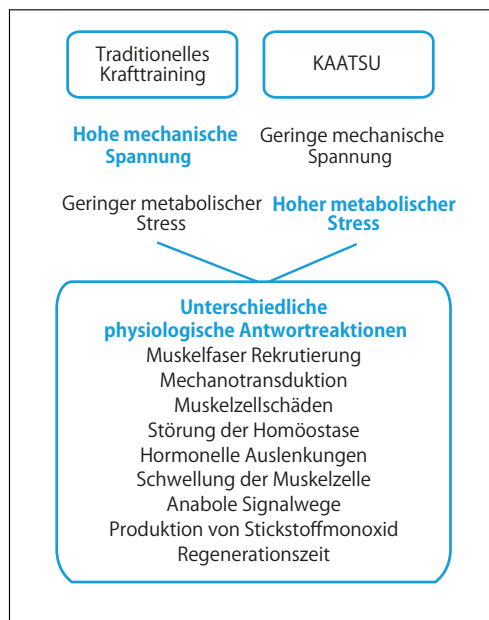 Traditionelles
Krafttraining
KAATSU
Hohe mechanische
Spannung
Geringe mechanische
Spannung
Geringer metabolischer
Stress
Hoher metabolischer
Stress
Unterschiedliche
physiologische Antwortreaktionen
Muskelfaser Rekrutierung
Mechanotransduktion
Muskelzellschäden
Störung der Homöostase
Hormonelle Auslenkungen
Schwellung der Muskelzelle
Anabole Signalwege
Produktion von Stickstoffmonoxid
Regenerationszeit